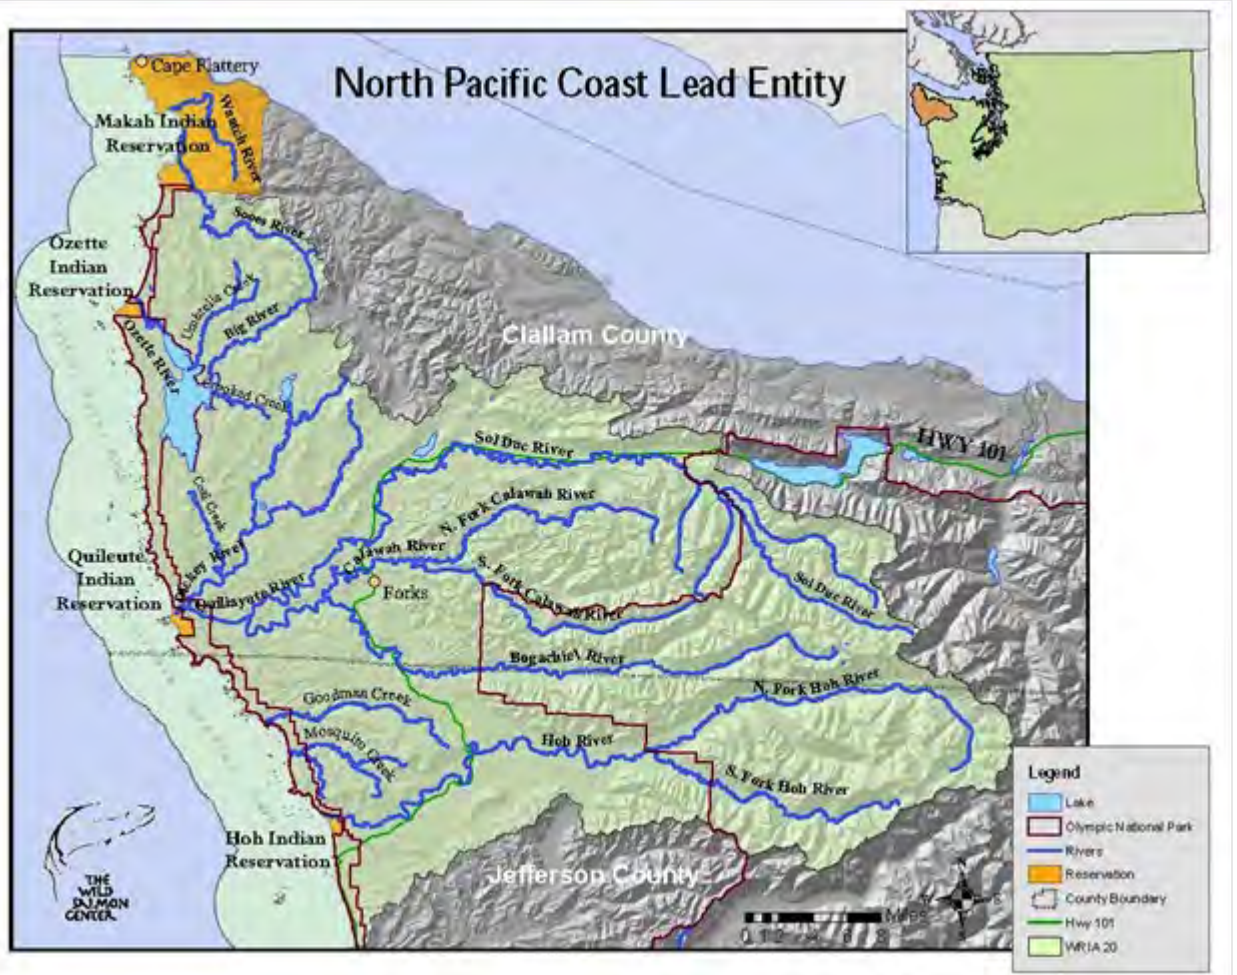 North Pacific Coast Lead Entity
Cape Flattery
Makah Indian
Reservation
Waatch River
Sooes River
Ozette
Indian
Reservation
Umbrella Creek
Big River
Ozette River
Crooked Creek
Clallam County
HWY 101
Sol Duc River
Coal Creek
N. Fork Calawah River
Calawah River
Quileute
Indian
Reservation
Dickey River
Quillayute River
Forks
S. Fork Calawah River
Sol Duc River
Bogachiel River
N. Fork Hoh River
Goodman Creek
Mosquito Creek
Hoh River
S. Fork Hoh River
Hoh Indian
Reservation
Jefferson County
THE
WILD
SALMON
CENTER
Legend
Lake
Olympic National Park
Rivers
Reservation
County Boundary
Hwy 101
WRIA 20
Miles
0 1 2 4 6 8
N
W E S